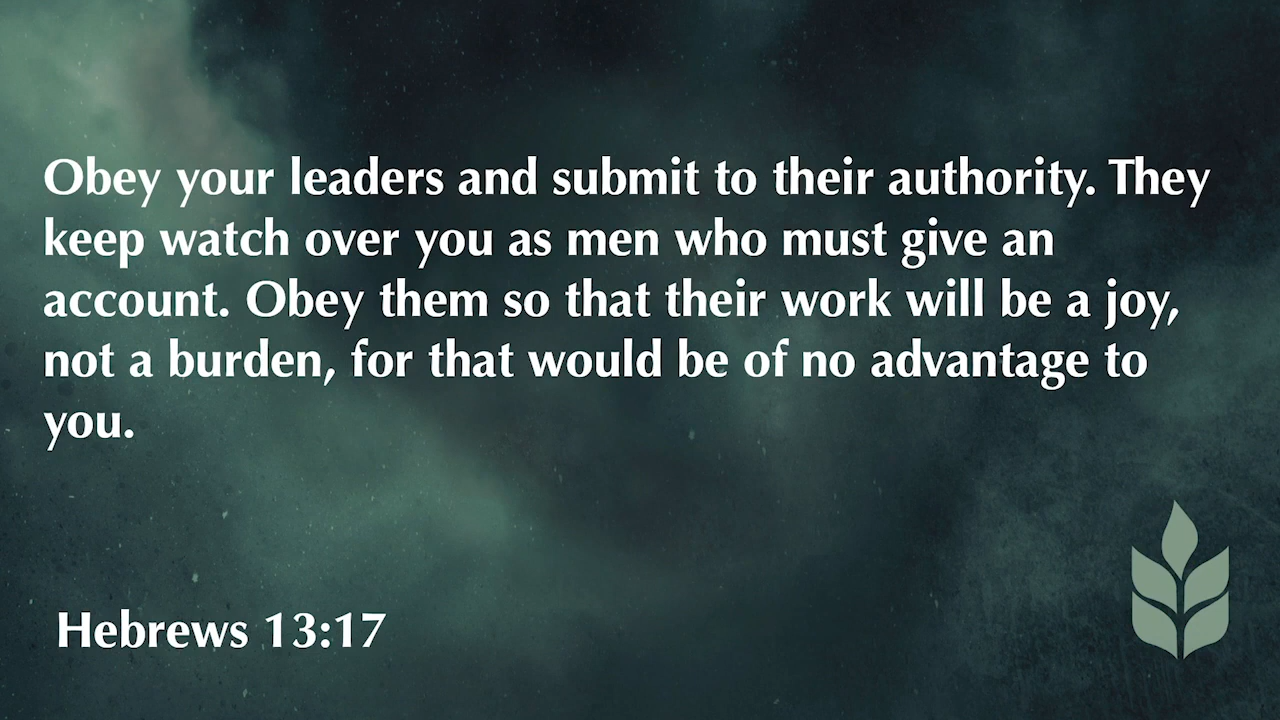 Obey your leaders and submit to their authority. They
keep watch over you as men who must give an
account. Obey them so that their work will be a joy,
not a burden, for that would be of no advantage to
you.
Hebrews 13:17